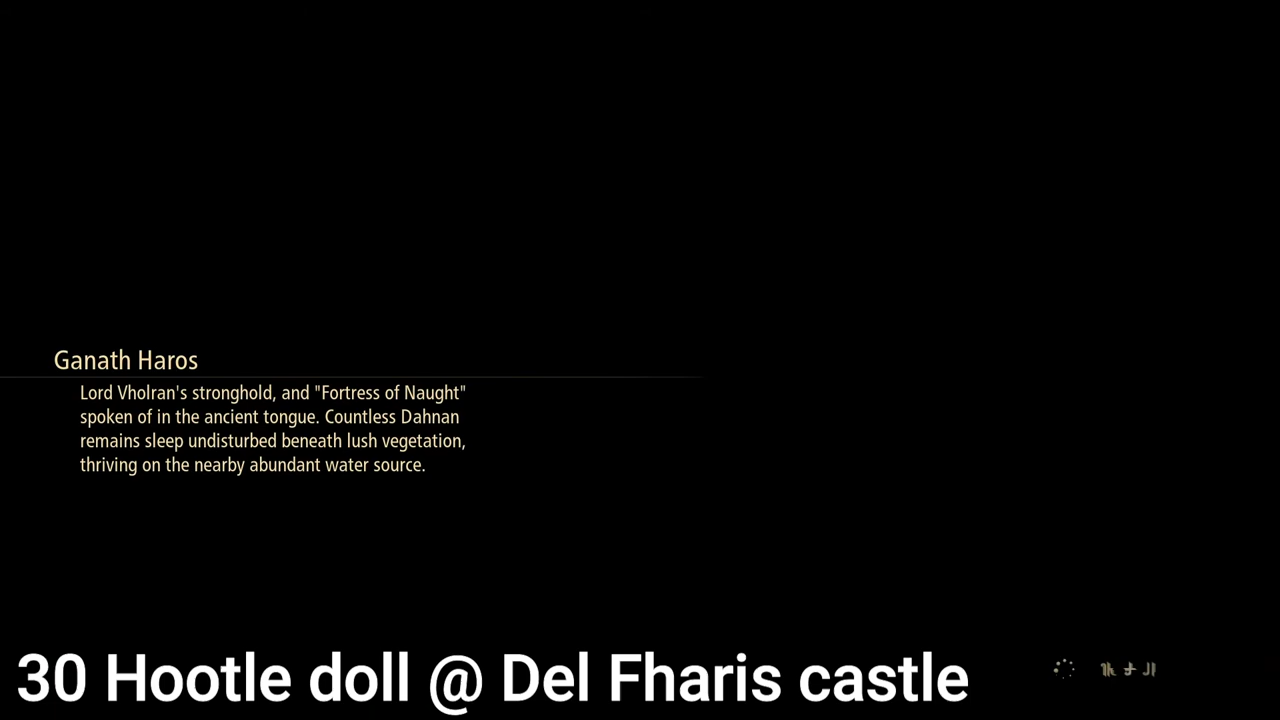 Ganath Haros
Lord Vholran's stronghold, and "Fortress of Naught"
spoken of in the ancient tongue. Countless Dahnan
remains sleep undisturbed beneath lush vegetation,
thriving on the nearby abundant water source.
30 Hootle doll @ Del Fharis castle